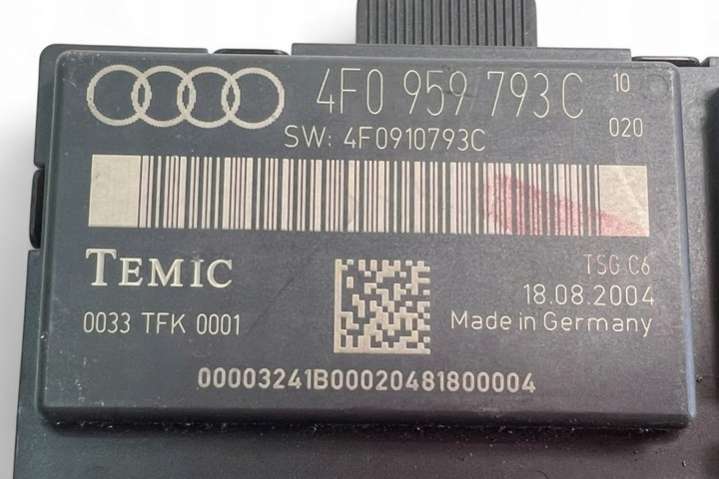 4F0 959 793C 10
020
SW: 4F0910793C
TEMIC
TSG C6
18.08.2004
0033 TFK 0001
Made in Germany
00003241B00020481800004